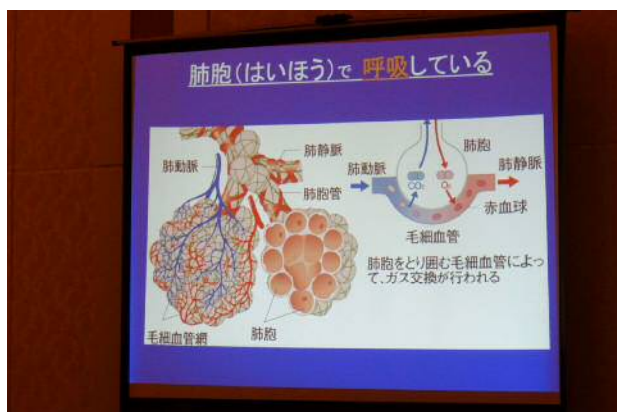 肺胞(はいほう)で 呼吸している
肺動脈
肺静脈
肺胞管
毛細血管網
肺胞
肺胞
肺動脈
肺静脈
CO₂
O₂
赤血球
毛細血管
肺胞をとり囲む毛細血管によっ
て、ガス交換が行われる